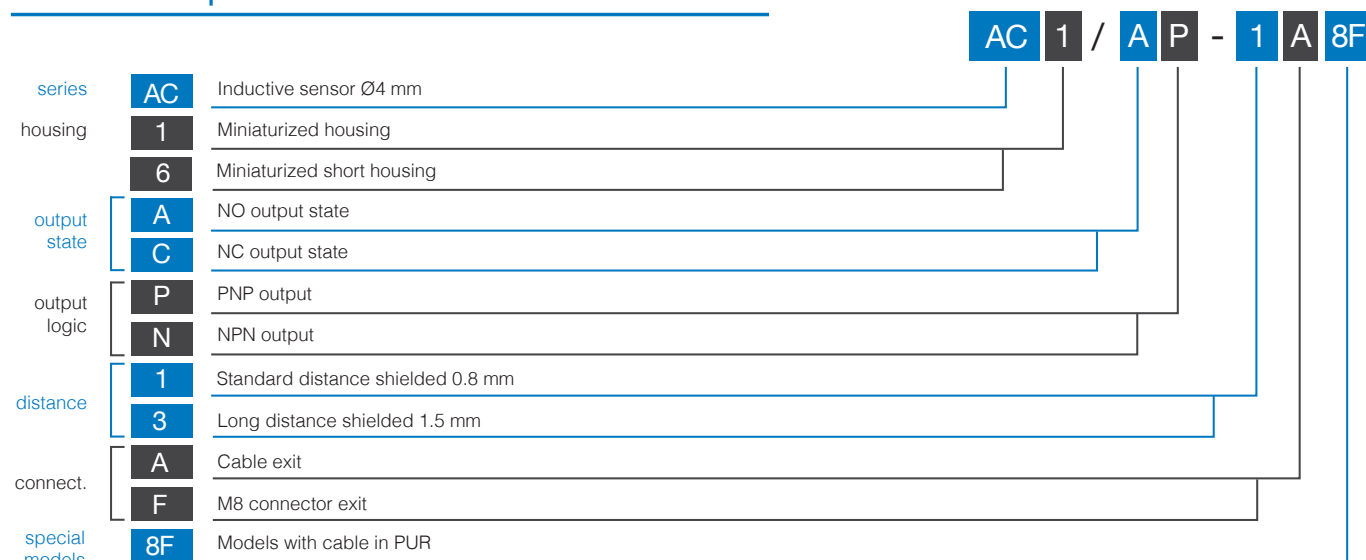 AC 1 / A P - 1 A 8F
series AC Inductive sensor Ø4 mm
housing 1 Miniaturized housing
6 Miniaturized short housing
output state A NO output state
C NC output state
output logic P PNP output
N NPN output
distance 1 Standard distance shielded 0.8 mm
3 Long distance shielded 1.5 mm
connect. A Cable exit
F M8 connector exit
special models 8F Models with cable in PUR